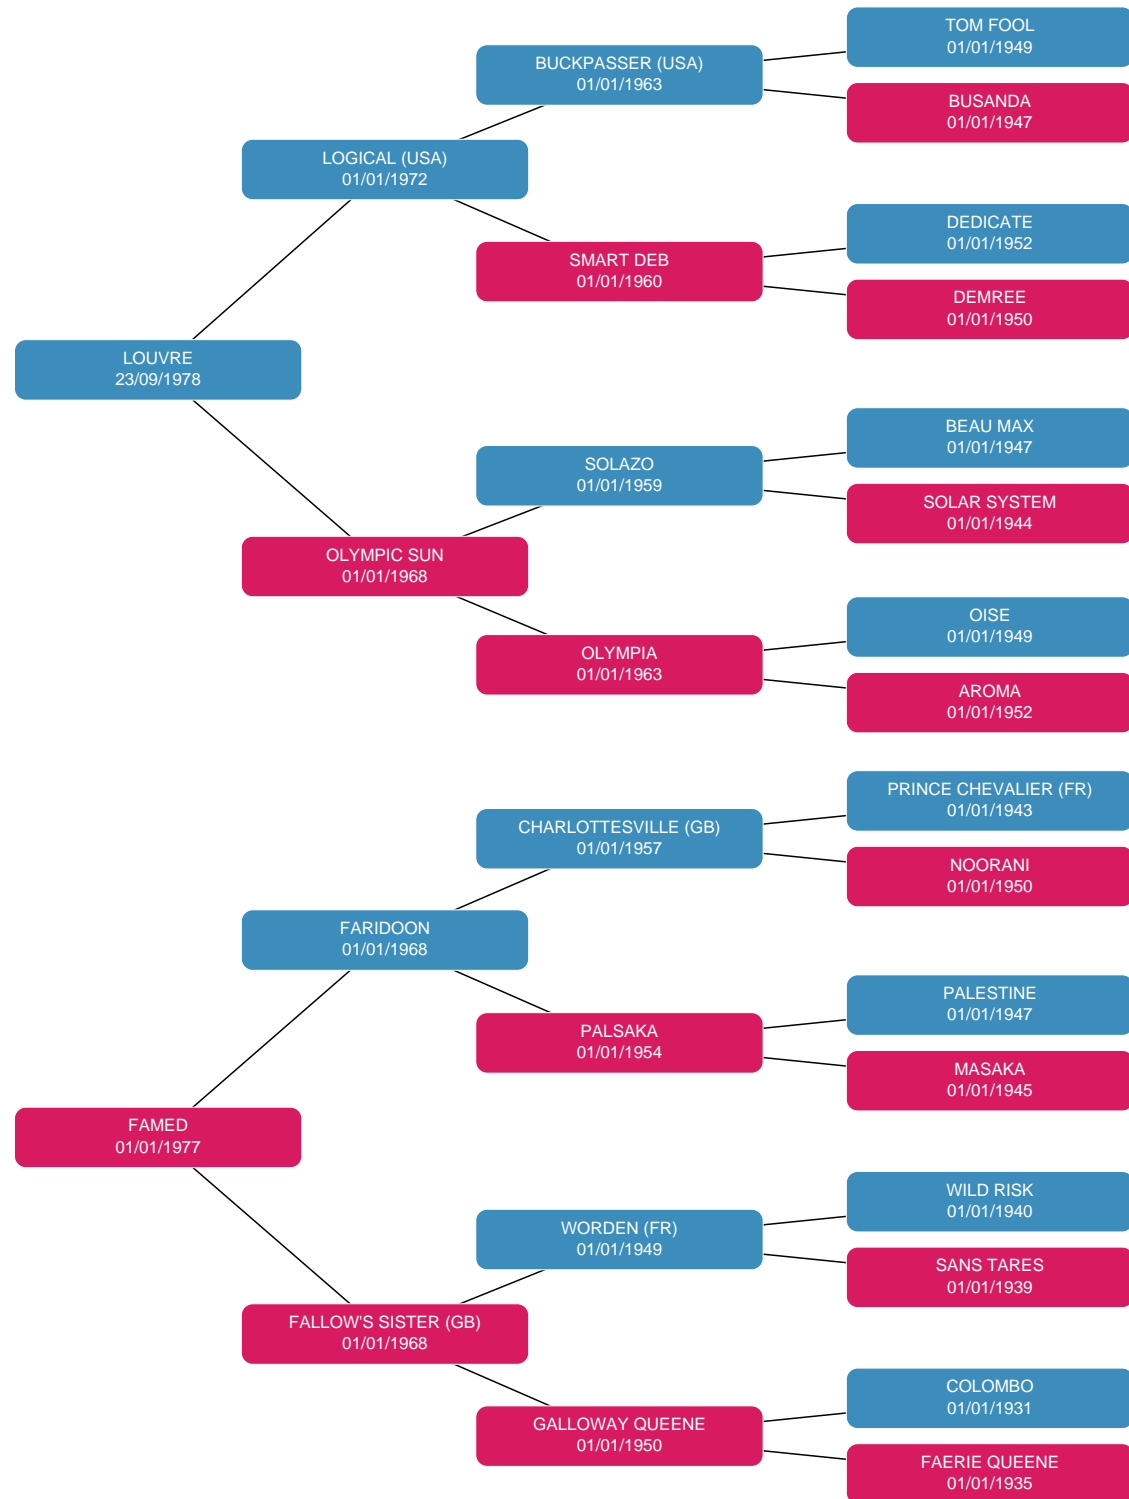 TOM FOOL
01/01/1949
BUCKPASSER (USA)
01/01/1963
BUSANDA
01/01/1947
LOGICAL (USA)
01/01/1972
DEDICATE
01/01/1952
SMART DEB
01/01/1960
DEMREE
01/01/1950
LOUVRE
23/09/1978
BEAU MAX
01/01/1947
SOLAZO
01/01/1959
SOLAR SYSTEM
01/01/1944
OLYMPIC SUN
01/01/1968
OISE
01/01/1949
OLYMPIA
01/01/1963
AROMA
01/01/1952
PRINCE CHEVALIER (FR)
01/01/1943
CHARLOTTESVILLE (GB)
01/01/1957
NOORANI
01/01/1950
FARIDOON
01/01/1968
PALESTINE
01/01/1947
PALSAKA
01/01/1954
MASAKA
01/01/1945
FAMED
01/01/1977
WILD RISK
01/01/1940
WORDEN (FR)
01/01/1949
SANS TARES
01/01/1939
FALLOW'S SISTER (GB)
01/01/1968
COLOMBO
01/01/1931
GALLOWAY QUEENE
01/01/1950
FAERIE QUEENE
01/01/1935